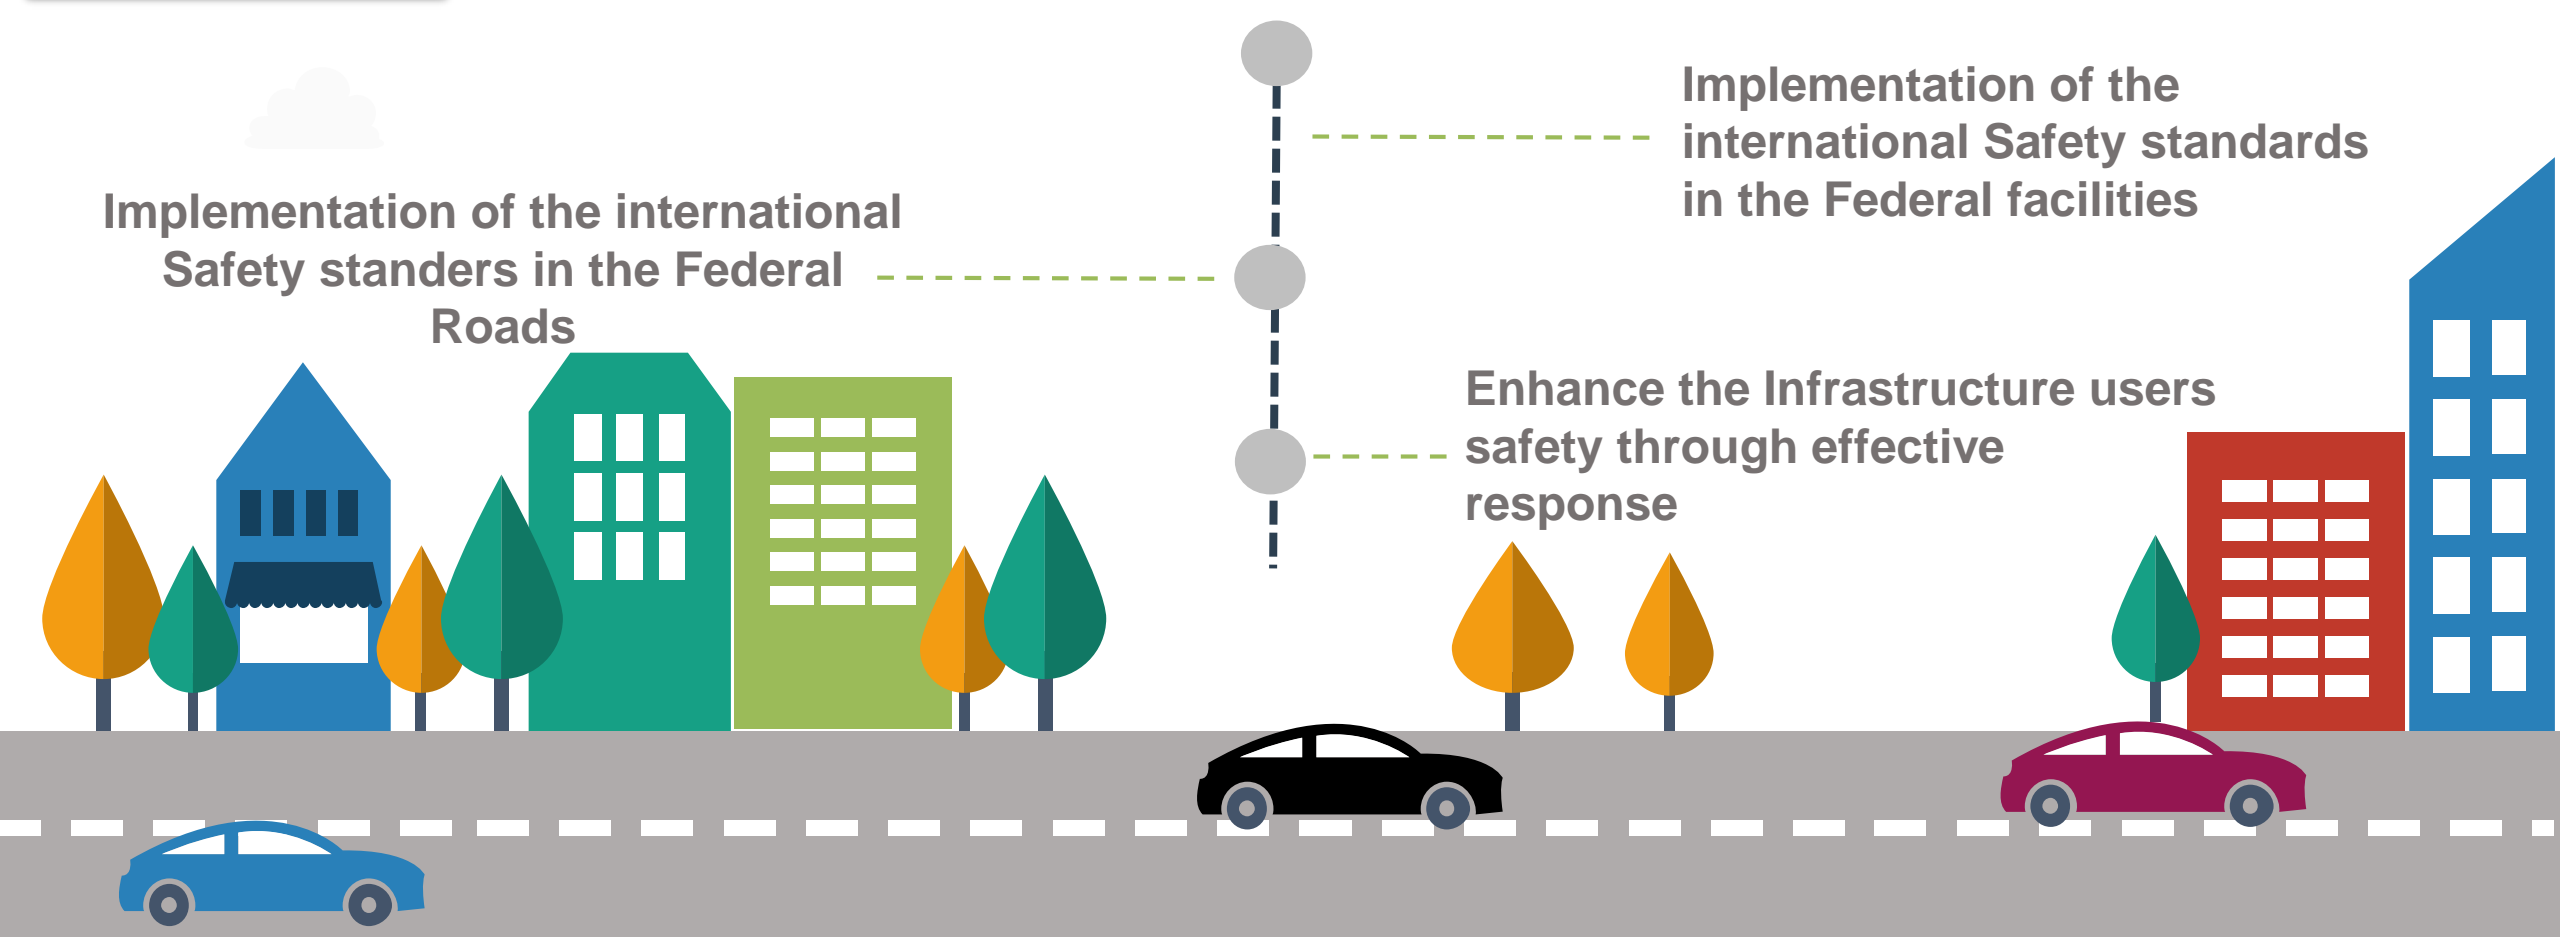 Implementation of the
international Safety standards
in the Federal facilities
Implementation of the international
Safety standers in the Federal
Roads
Enhance the Infrastructure users
safety through effective
response